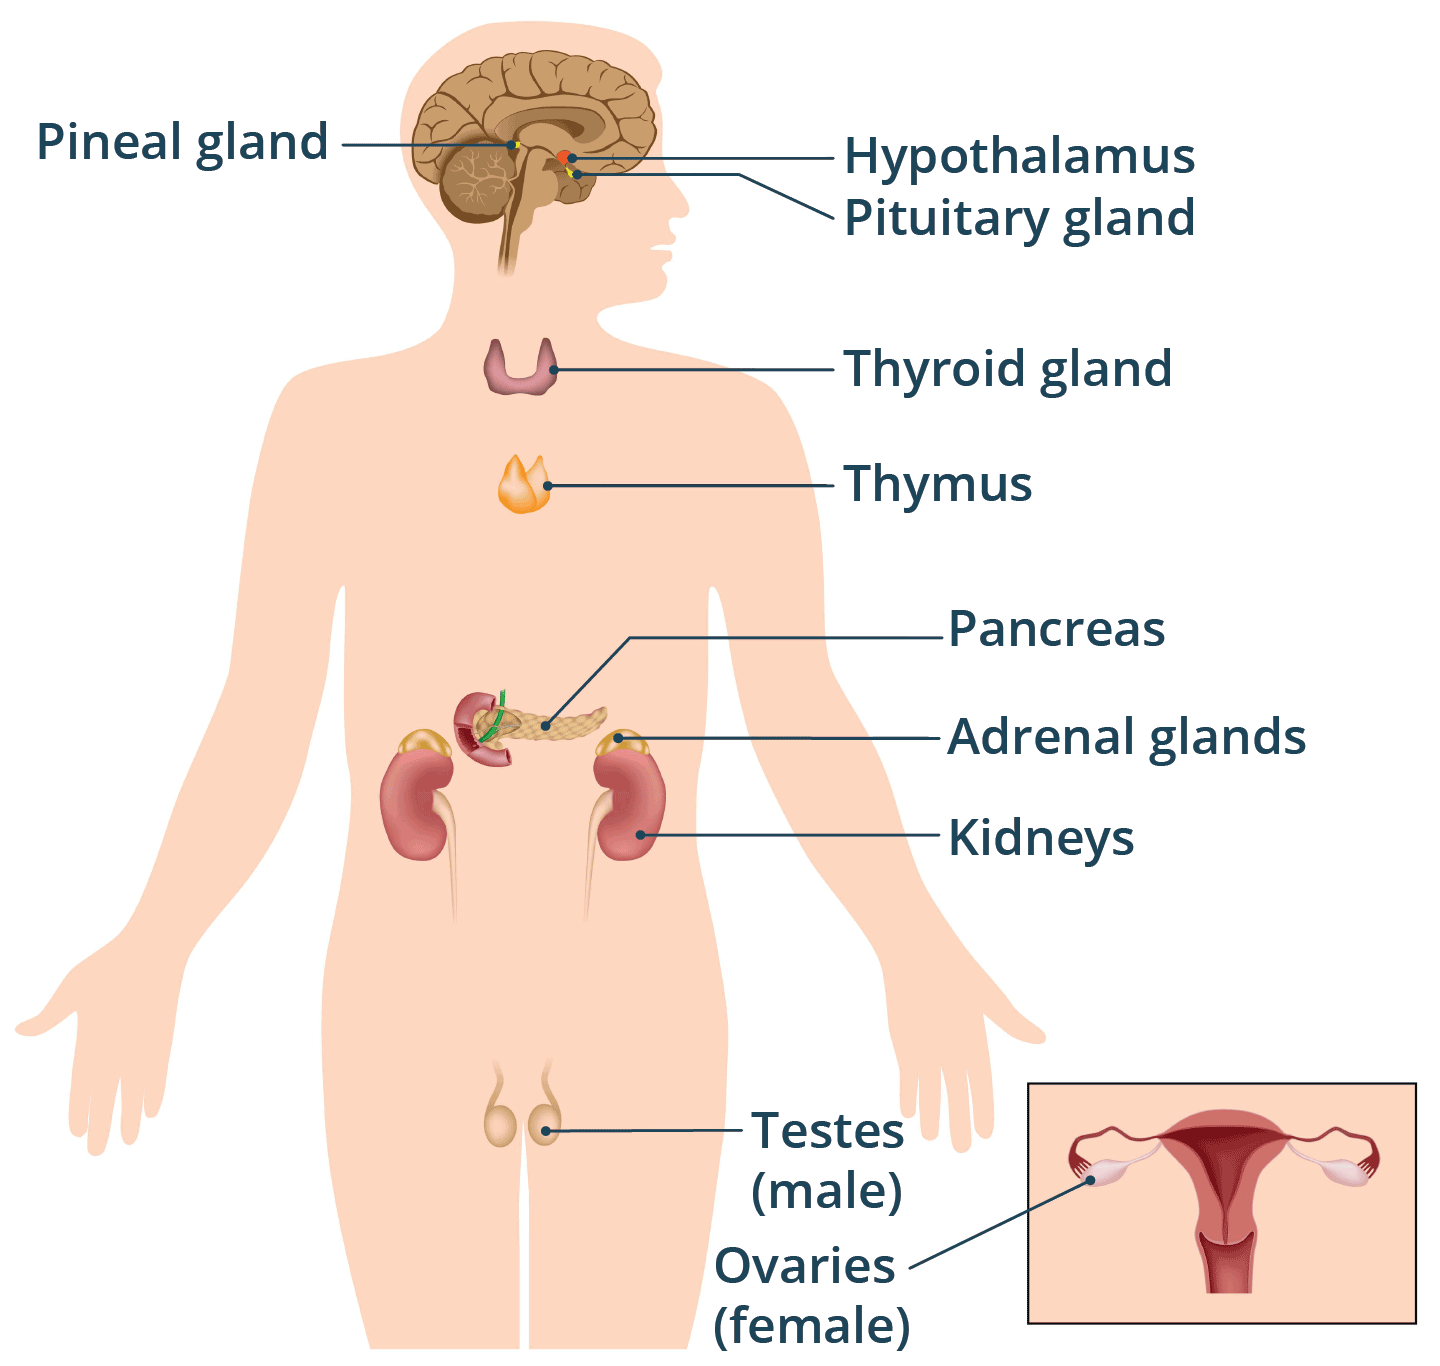 Pineal gland
Hypothalamus
Pituitary gland
Thyroid gland
Thymus
Pancreas
Adrenal glands
Kidneys
Testes
(male)
Ovaries
(female)